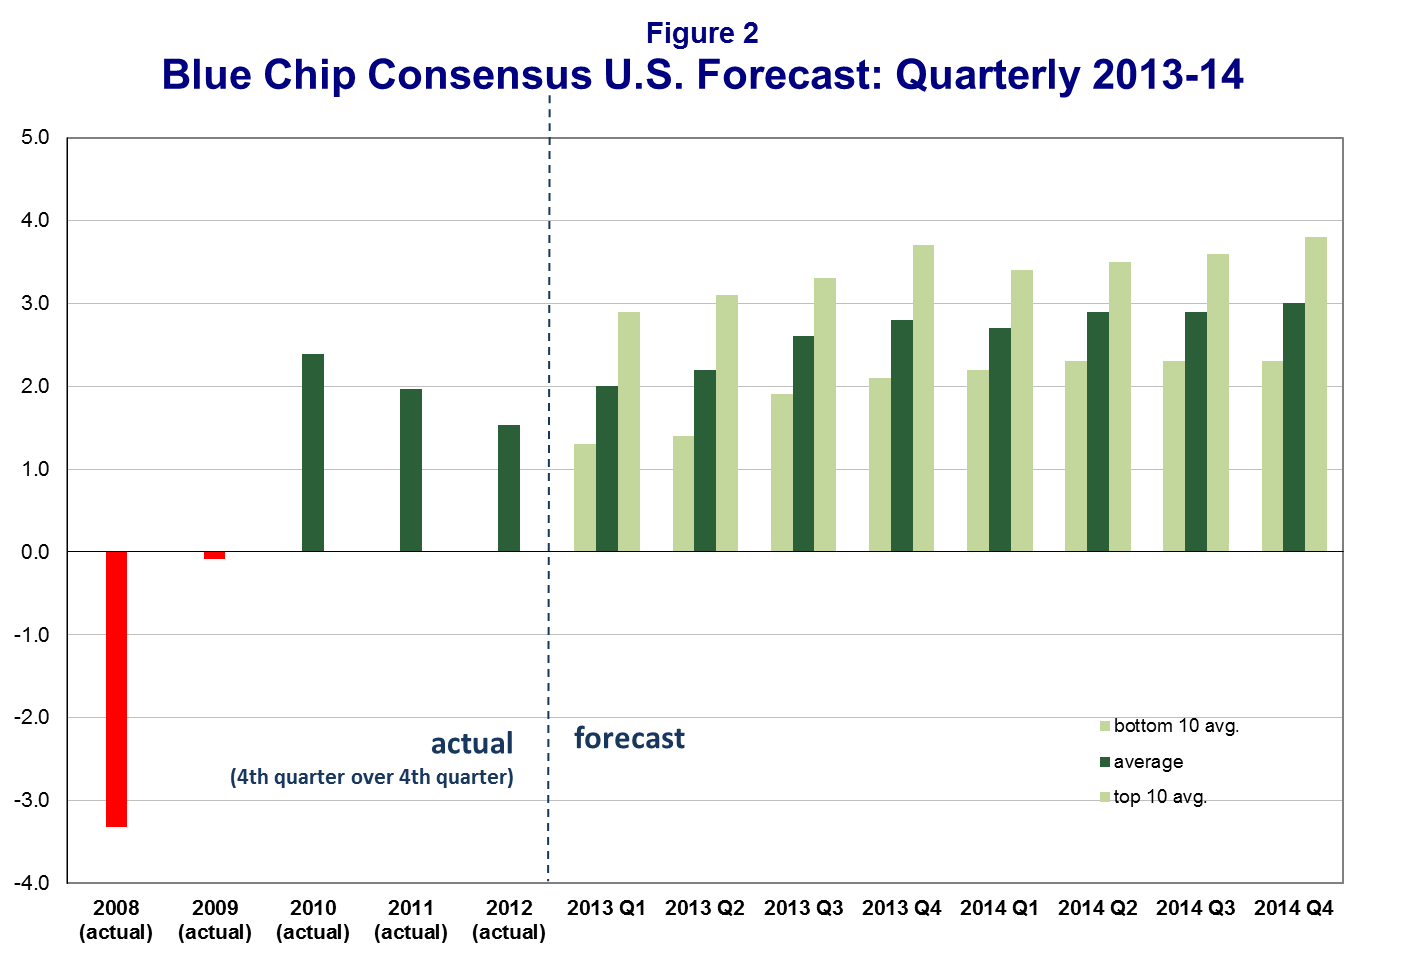 Figure 2
Blue Chip Consensus U.S. Forecast: Quarterly 2013-14
5.0
4.0
3.0
2.0
1.0
0.0
-1.0
-2.0
-3.0
-4.0
actual
(4th quarter over 4th quarter)
forecast
bottom 10 avg.
average
top 10 avg.
2008
(actual)
2009
(actual)
2010
(actual)
2011
(actual)
2012
(actual)
2013 Q1
2013 Q2
2013 Q3
2013 Q4
2014 Q1
2014 Q2
2014 Q3
2014 Q4